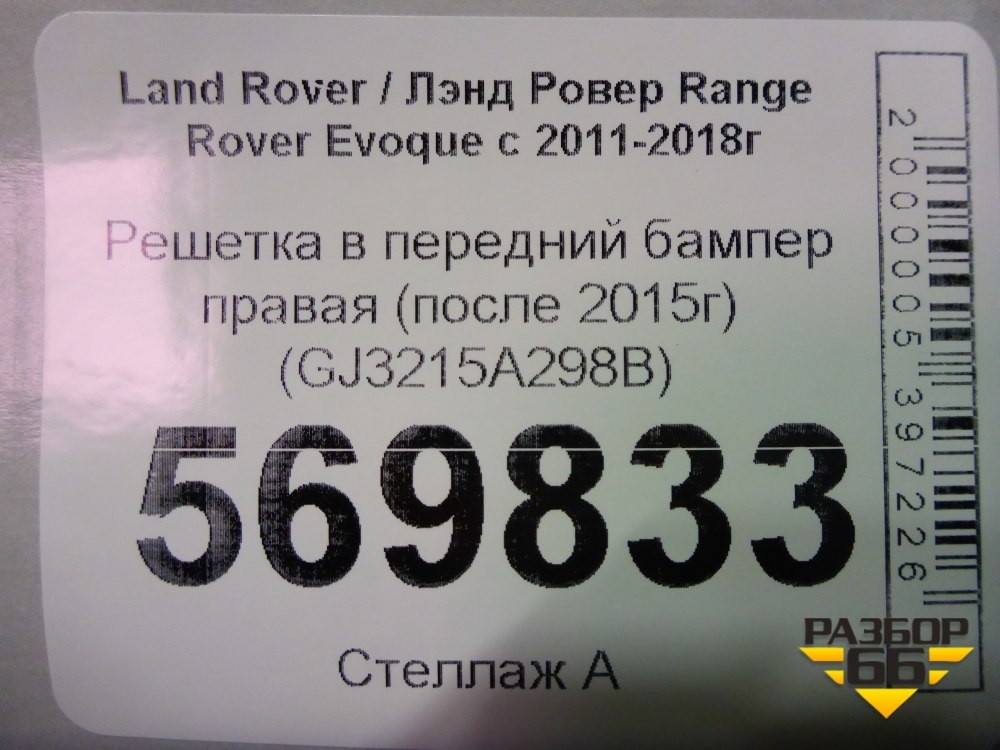 Land Rover / Лэнд Ровер Range
Rover Evoque с 2011-2018г
Решетка в передний бампер
правая (после 2015г)
(GJ3215A298B)
569833
Стеллаж А
2000005397226
РАЗБОР
66